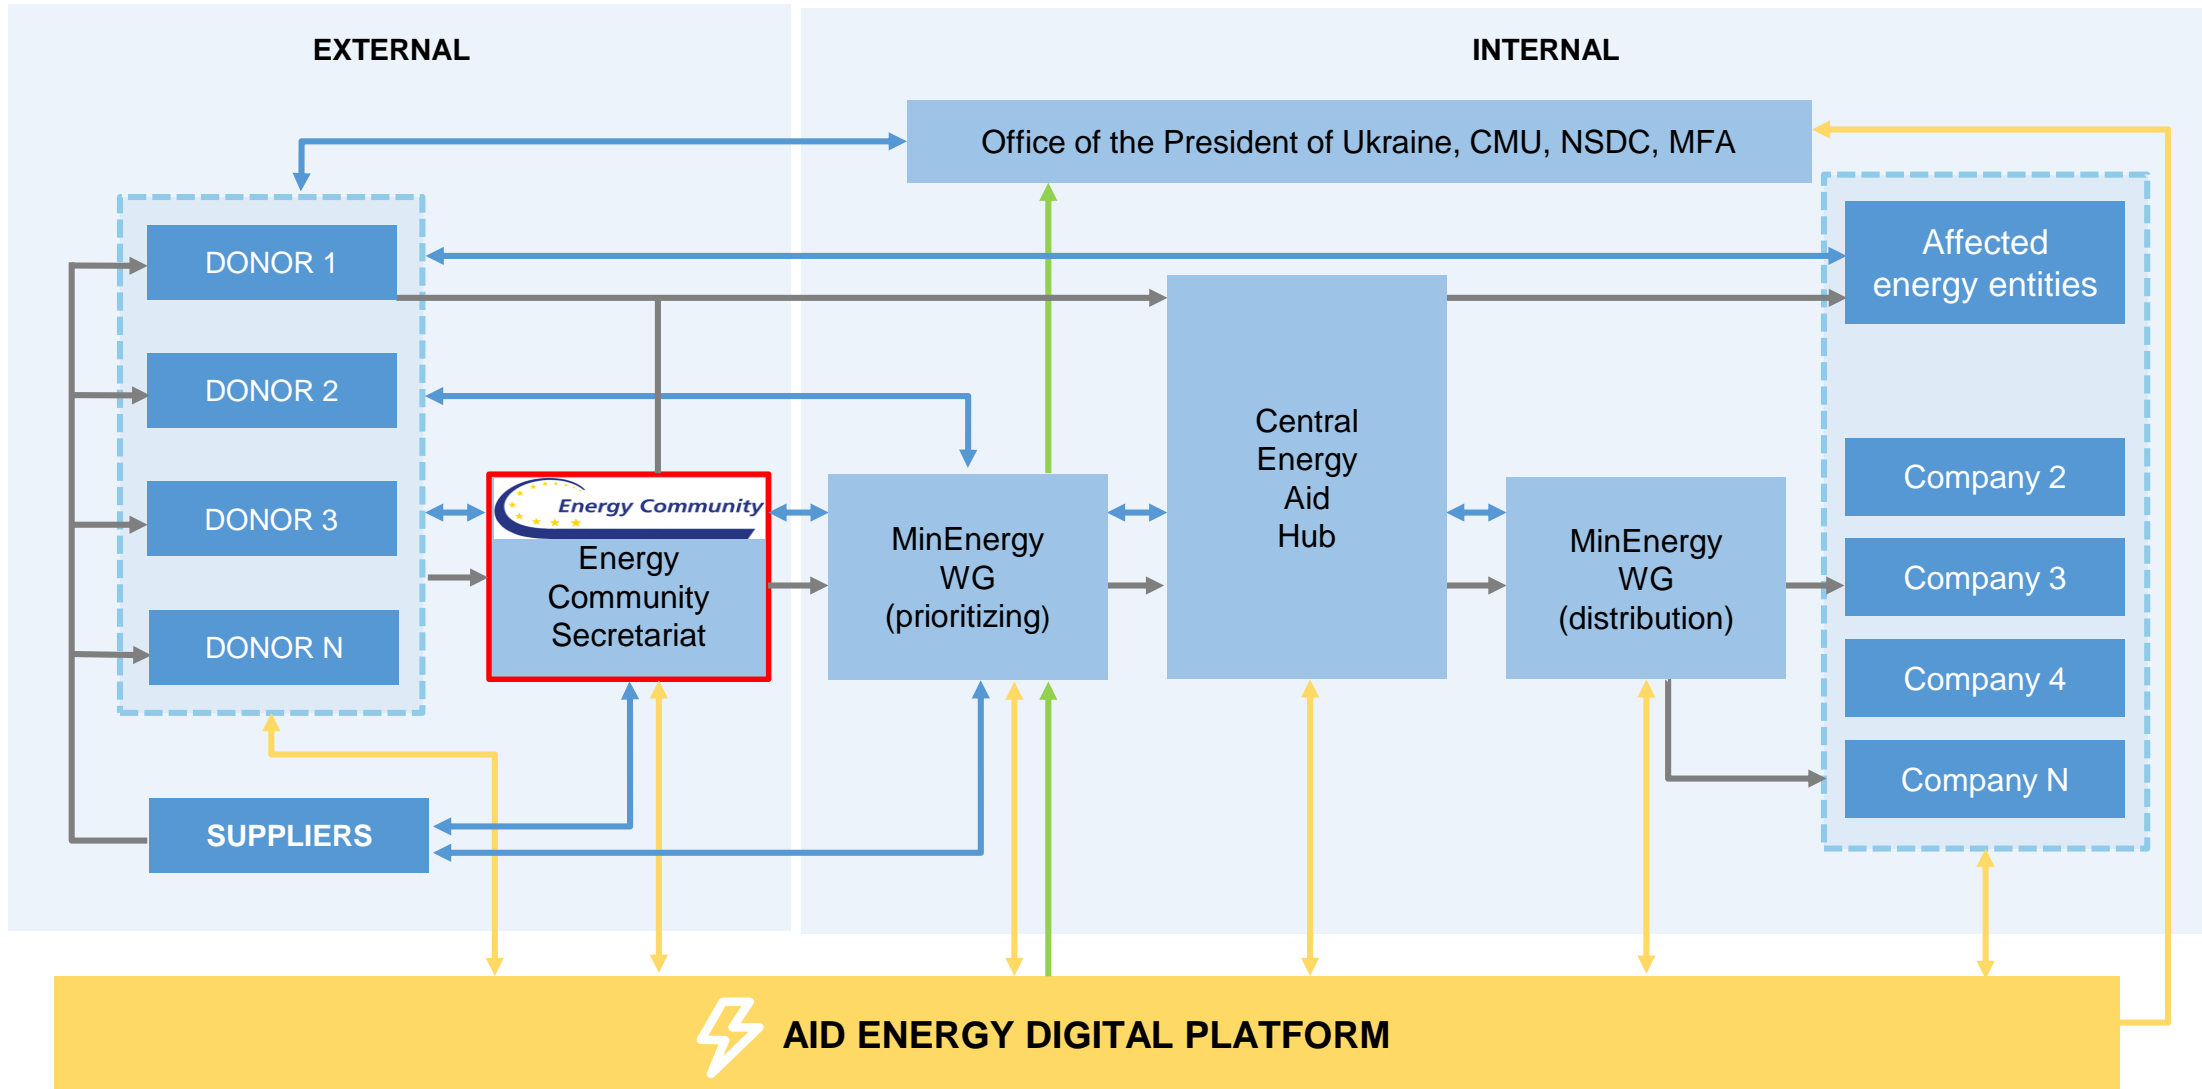 EXTERNAL
INTERNAL
Office of the President of Ukraine, CMU, NSDC, MFA
DONOR 1
DONOR 2
DONOR 3
DONOR N
SUPPLIERS
Energy Community
Energy
Community
Secretariat
MinEnergy
WG
(prioritizing)
Central
Energy
Aid
Hub
MinEnergy
WG
(distribution)
Affected
energy entities
Company 2
Company 3
Company 4
Company N
AID ENERGY DIGITAL PLATFORM